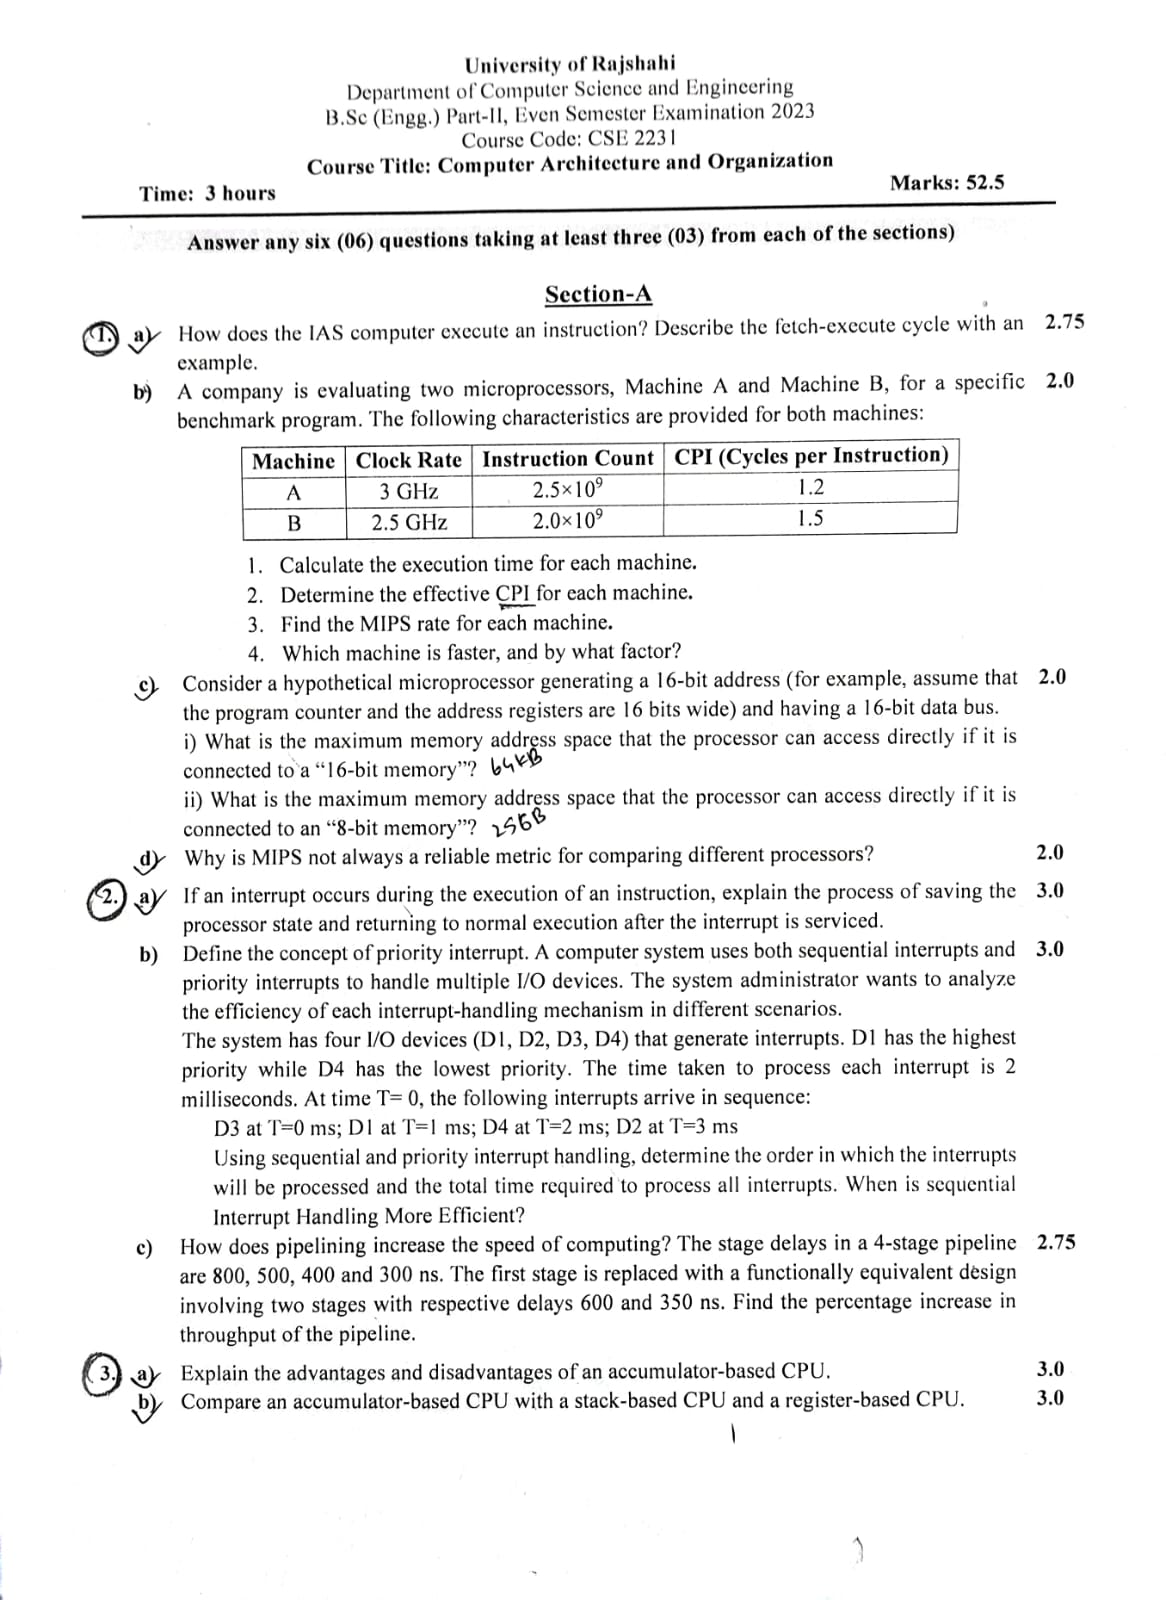 University of Rajshahi
Department of Computer Science and Engineering
B.Sc (Engg.) Part-II, Even Semester Examination 2023
Course Code: CSE 2231
Course Title: Computer Architecture and Organization
Time: 3 hours Marks: 52.5
Answer any six (06) questions taking at least three (03) from each of the sections)
Section-A
1. a) How does the IAS computer execute an instruction? Describe the fetch-execute cycle with an 2.75
example.
b) A company is evaluating two microprocessors, Machine A and Machine B, for a specific 2.0
benchmark program. The following characteristics are provided for both machines:
Machine Clock Rate Instruction Count CPI (Cycles per Instruction)
A 3 GHz 2.5×10⁹ 1.2
B 2.5 GHz 2.0×10⁹ 1.5
1. Calculate the execution time for each machine.
2. Determine the effective CPI for each machine.
3. Find the MIPS rate for each machine.
4. Which machine is faster, and by what factor?
c) Consider a hypothetical microprocessor generating a 16-bit address (for example, assume that 2.0
the program counter and the address registers are 16 bits wide) and having a 16-bit data bus.
i) What is the maximum memory address space that the processor can access directly if it is
connected to a “16-bit memory”? 64KB
ii) What is the maximum memory address space that the processor can access directly if it is
connected to an “8-bit memory”? 256B
d) Why is MIPS not always a reliable metric for comparing different processors? 2.0
2. a) If an interrupt occurs during the execution of an instruction, explain the process of saving the 3.0
processor state and returning to normal execution after the interrupt is serviced.
b) Define the concept of priority interrupt. A computer system uses both sequential interrupts and 3.0
priority interrupts to handle multiple I/O devices. The system administrator wants to analyze
the efficiency of each interrupt-handling mechanism in different scenarios.
The system has four I/O devices (D1, D2, D3, D4) that generate interrupts. D1 has the highest
priority while D4 has the lowest priority. The time taken to process each interrupt is 2
milliseconds. At time T= 0, the following interrupts arrive in sequence:
D3 at T=0 ms; D1 at T=1 ms; D4 at T=2 ms; D2 at T=3 ms
Using sequential and priority interrupt handling, determine the order in which the interrupts
will be processed and the total time required to process all interrupts. When is sequential
Interrupt Handling More Efficient?
c) How does pipelining increase the speed of computing? The stage delays in a 4-stage pipeline 2.75
are 800, 500, 400 and 300 ns. The first stage is replaced with a functionally equivalent design
involving two stages with respective delays 600 and 350 ns. Find the percentage increase in
throughput of the pipeline.
3. a) Explain the advantages and disadvantages of an accumulator-based CPU. 3.0
b) Compare an accumulator-based CPU with a stack-based CPU and a register-based CPU. 3.0